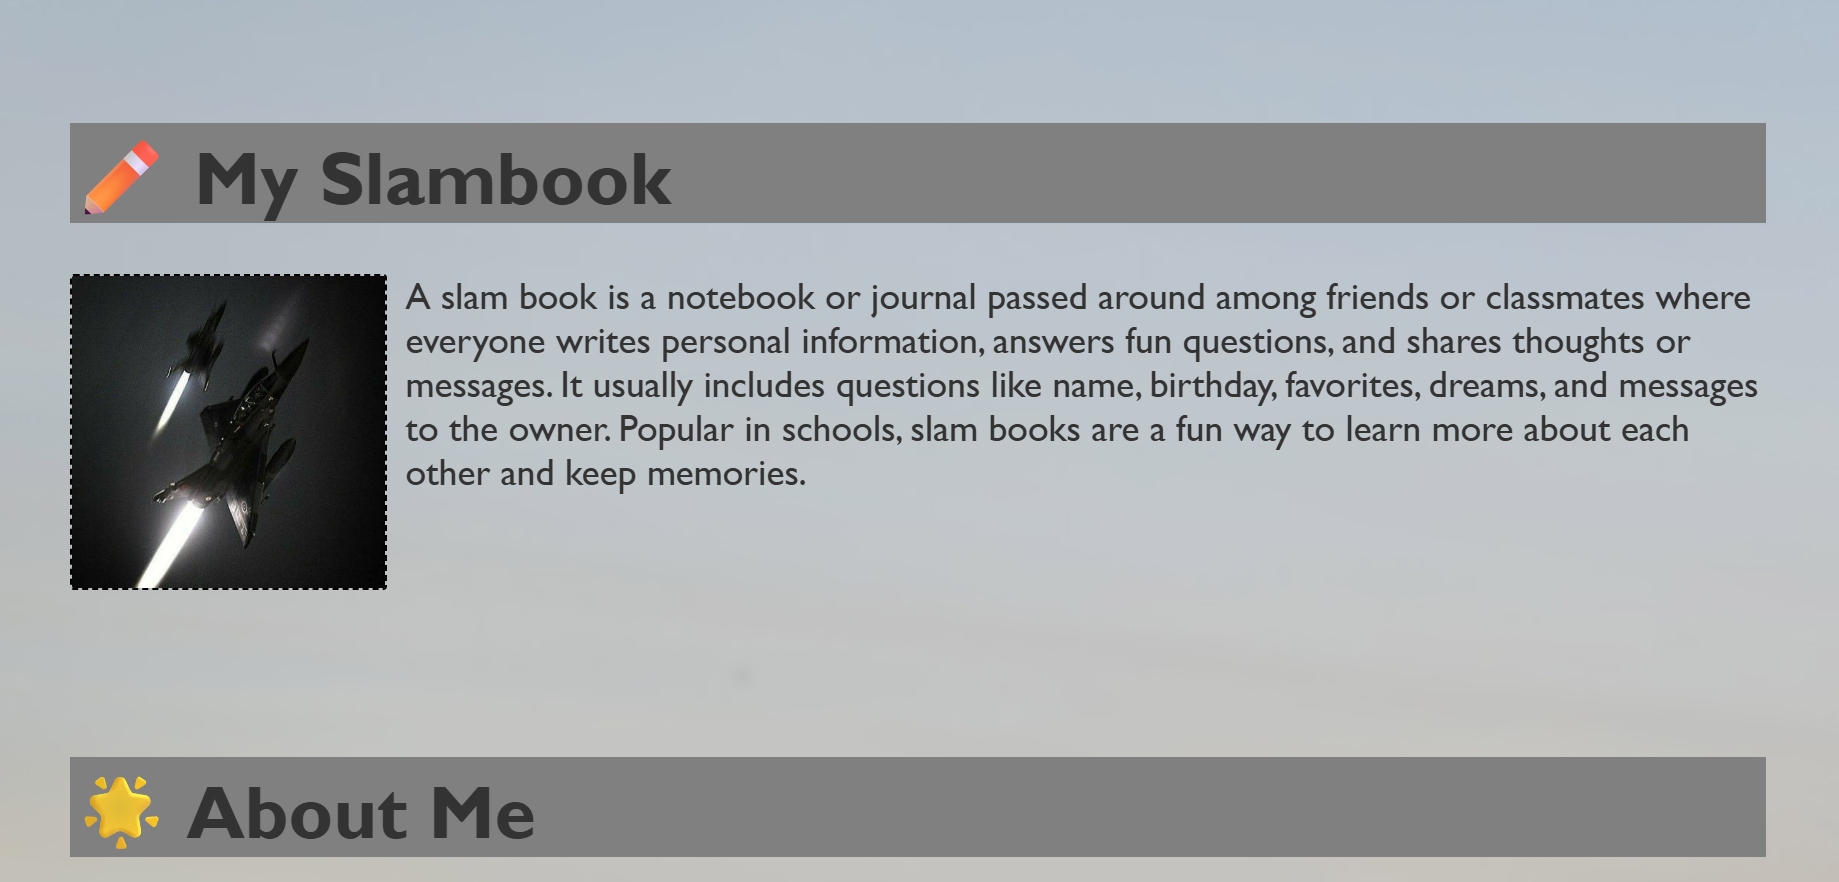 My Slambook
A slam book is a notebook or journal passed around among friends or classmates where
everyone writes personal information, answers fun questions, and shares thoughts or
messages. It usually includes questions like name, birthday, favorites, dreams, and messages
to the owner. Popular in schools, slam books are a fun way to learn more about each
other and keep memories.
About Me